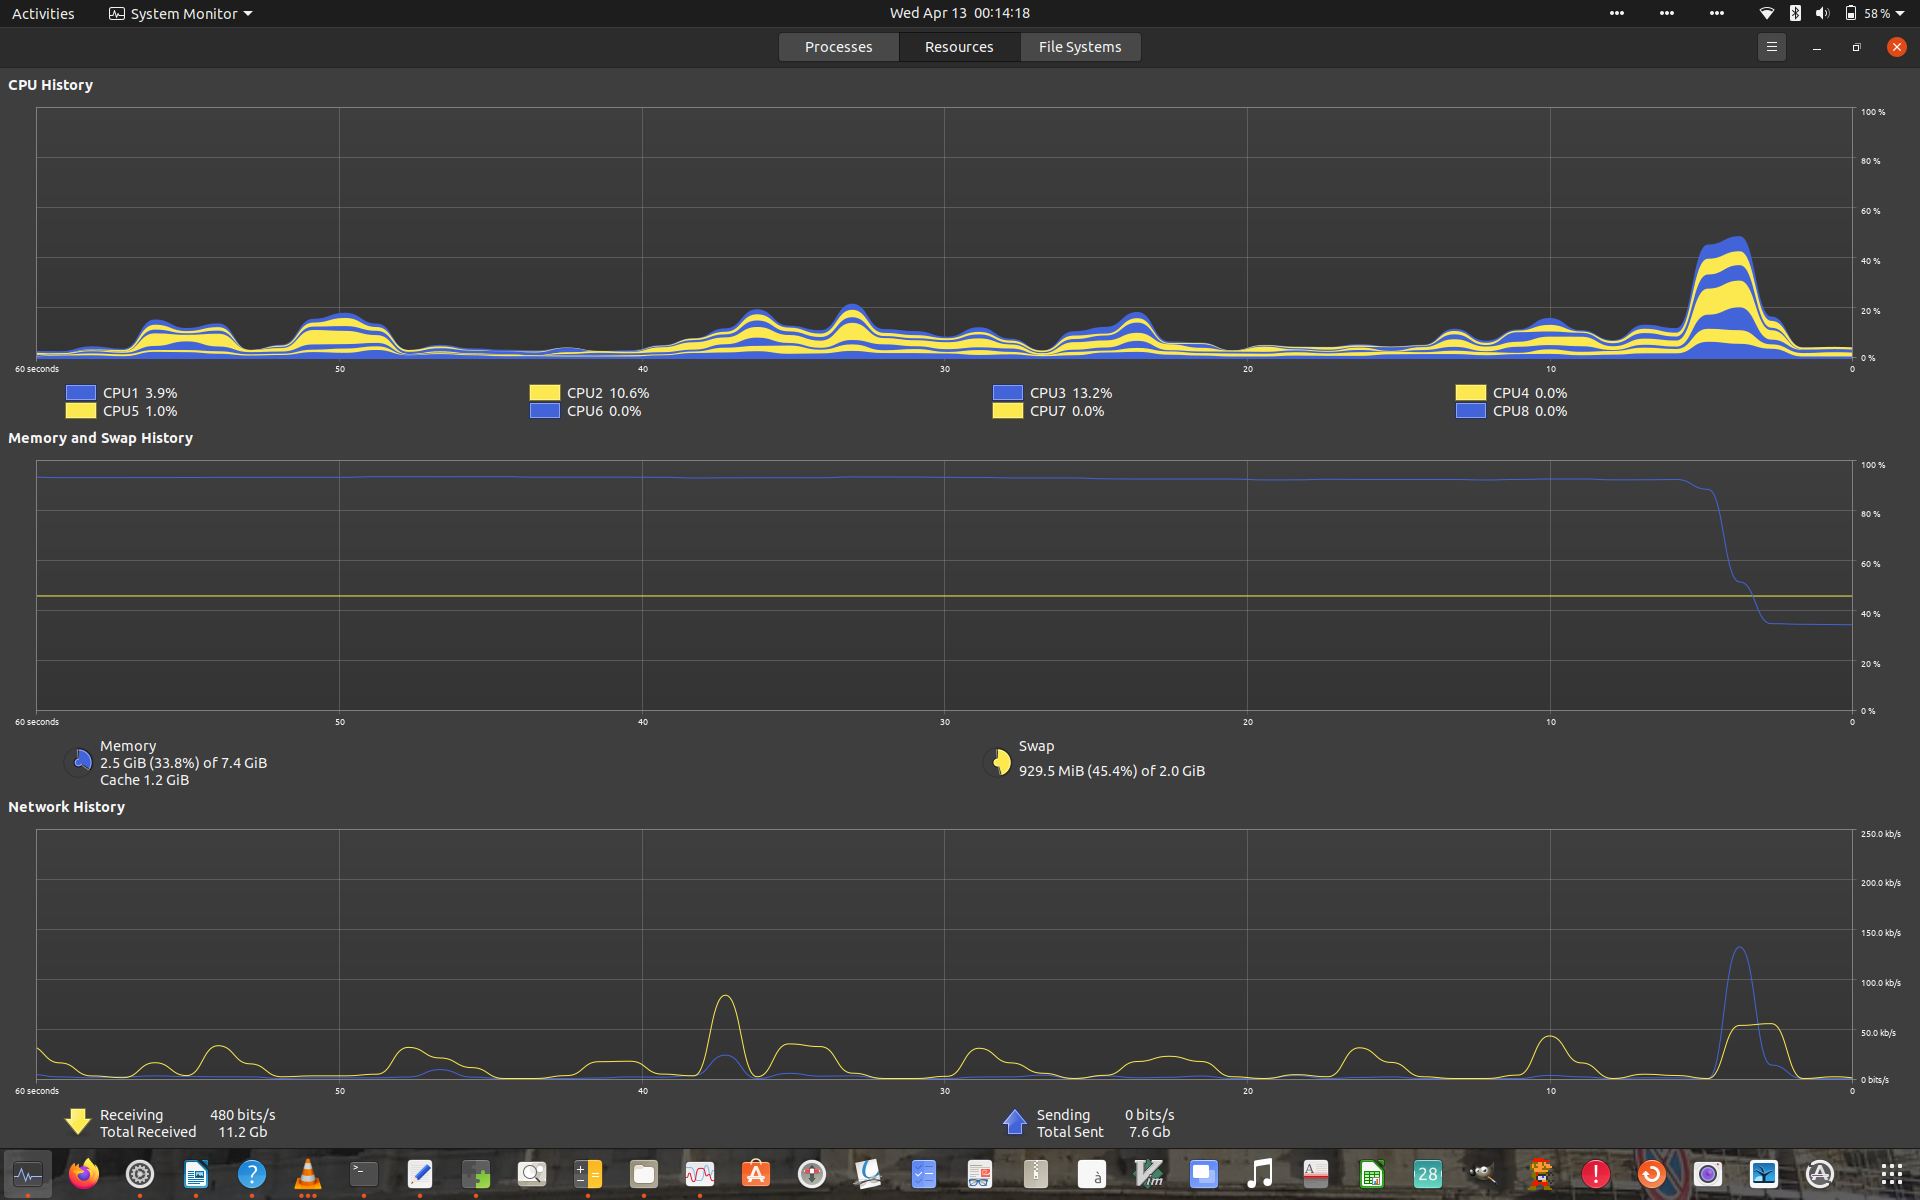 Activities System Monitor Wed Apr 13 00:14:18 58 %
Processes Resources File Systems
CPU History
100 %
80 %
60 %
40 %
20 %
0 %
60 seconds 50 40 30 20 10 0
CPU1 3.9% CPU2 10.6% CPU3 13.2% CPU4 0.0%
CPU5 1.0% CPU6 0.0% CPU7 0.0% CPU8 0.0%
Memory and Swap History
100 %
80 %
60 %
40 %
20 %
0 %
60 seconds 50 40 30 20 10 0
Memory
2.5 GiB (33.8%) of 7.4 GiB
Cache 1.2 GiB
Swap
929.5 MiB (45.4%) of 2.0 GiB
Network History
250.0 kb/s
200.0 kb/s
150.0 kb/s
100.0 kb/s
50.0 kb/s
0 bits/s
60 seconds 50 40 30 20 10 0
Receiving 480 bits/s
Total Received 11.2 Gb
Sending 0 bits/s
Total Sent 7.6 Gb
>_ ? A à Vim A 28 !